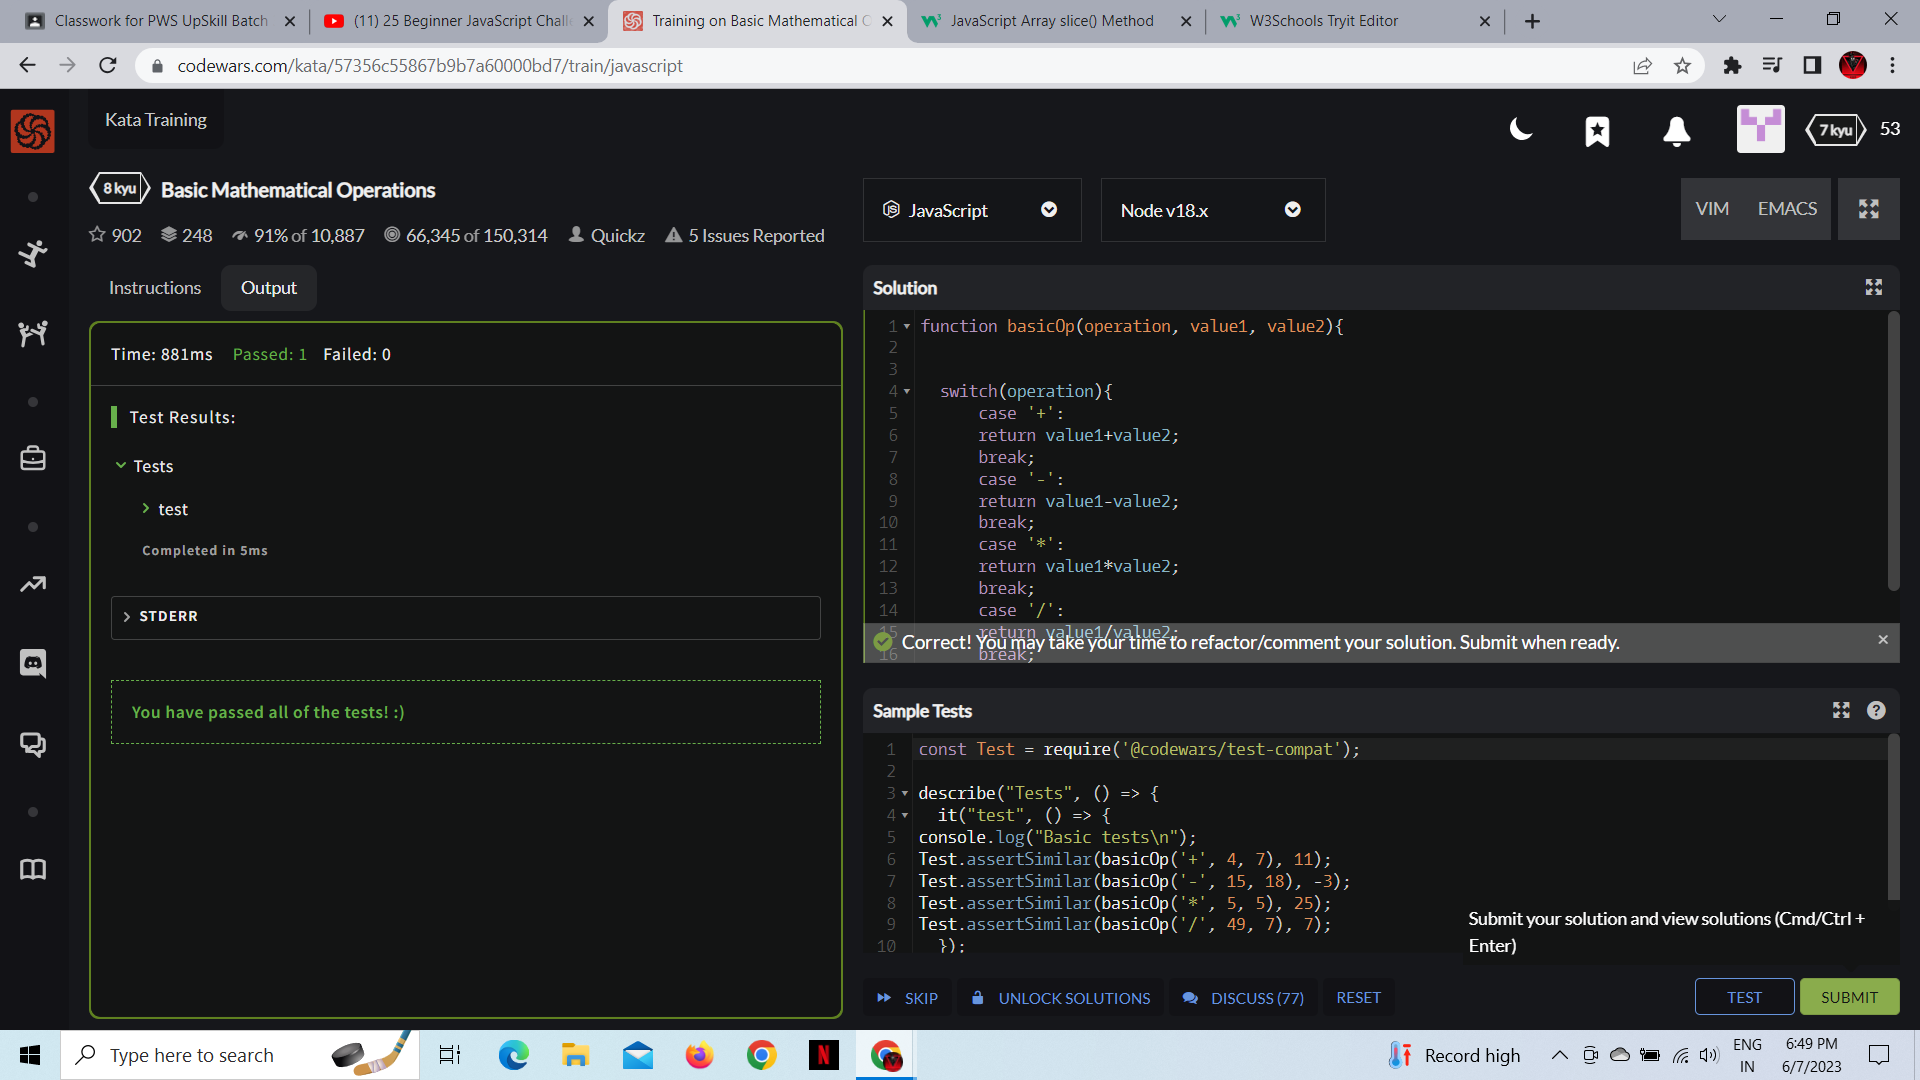 Classwork for PWS UpSkill Batch
(11) 25 Beginner JavaScript Chall
Training on Basic Mathematical O
JavaScript Array slice() Method
W3Schools Tryit Editor
codewars.com/kata/57356c55867b9b7a60000bd7/train/javascript
Kata Training
7 kyu 53
8 kyu Basic Mathematical Operations
902 248 91% of 10,887 66,345 of 150,314 Quickz 5 Issues Reported
JavaScript
Node v18.x
VIM EMACS
Instructions Output
Time: 881ms Passed: 1 Failed: 0
Test Results:
Tests
test
Completed in 5ms
STDERR
You have passed all of the tests! :)
Solution
1 function basicOp(operation, value1, value2){
2
3
4 switch(operation){
5 case '+':
6 return value1+value2;
7 break;
8 case '-':
9 return value1-value2;
10 break;
11 case '*':
12 return value1*value2;
13 break;
14 case '/':
15 return value1/value2;
Correct! You may take your time to refactor/comment your solution. Submit when ready.
16 break;
Sample Tests
1 const Test = require('@codewars/test-compat');
2
3 describe("Tests", () => {
4 it("test", () => {
5 console.log("Basic tests\n");
6 Test.assertSimilar(basicOp('+', 4, 7), 11);
7 Test.assertSimilar(basicOp('-', 15, 18), -3);
8 Test.assertSimilar(basicOp('*', 5, 5), 25);
9 Test.assertSimilar(basicOp('/', 49, 7), 7);
10 });
Submit your solution and view solutions (Cmd/Ctrl +
Enter)
SKIP UNLOCK SOLUTIONS DISCUSS (77) RESET
TEST SUBMIT
Type here to search
N
Record high
ENG
IN
6:49 PM
6/7/2023